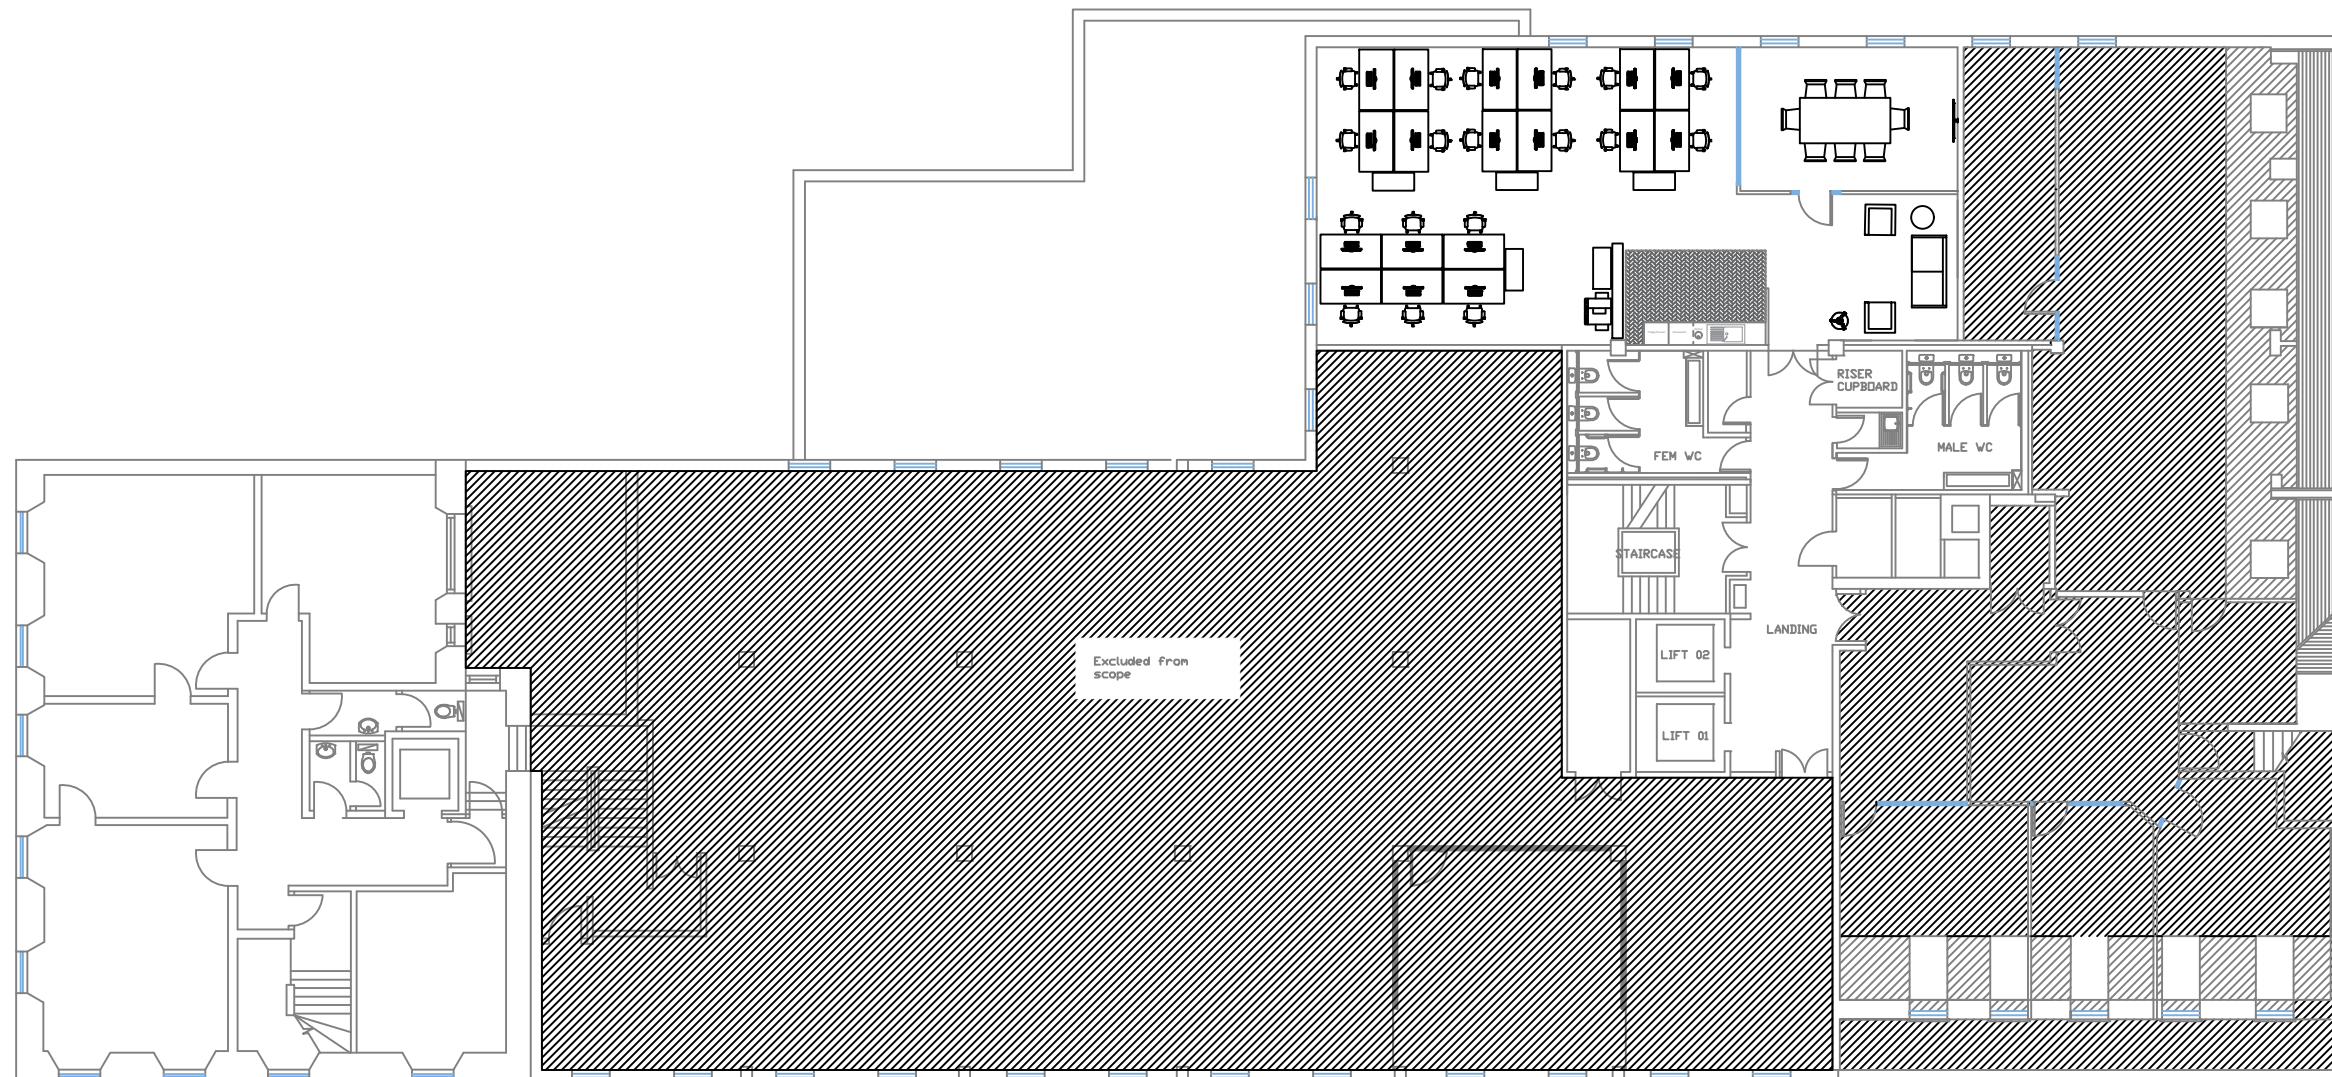 RISER
CUPBOARD
FEM WC
MALE WC
STAIRCASE
LANDING
LIFT 02
Excluded from
scope
LIFT 01